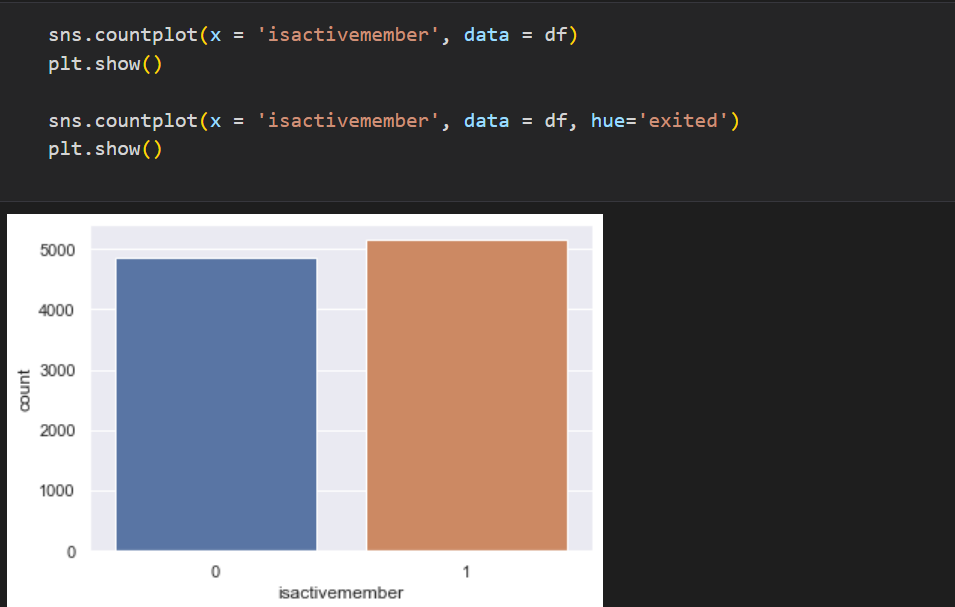 sns.countplot(x = 'isactivemember', data = df)
plt.show()
sns.countplot(x = 'isactivemember', data = df, hue='exited')
plt.show()
5000
4000
3000
2000
1000
0
count
0 1
isactivemember